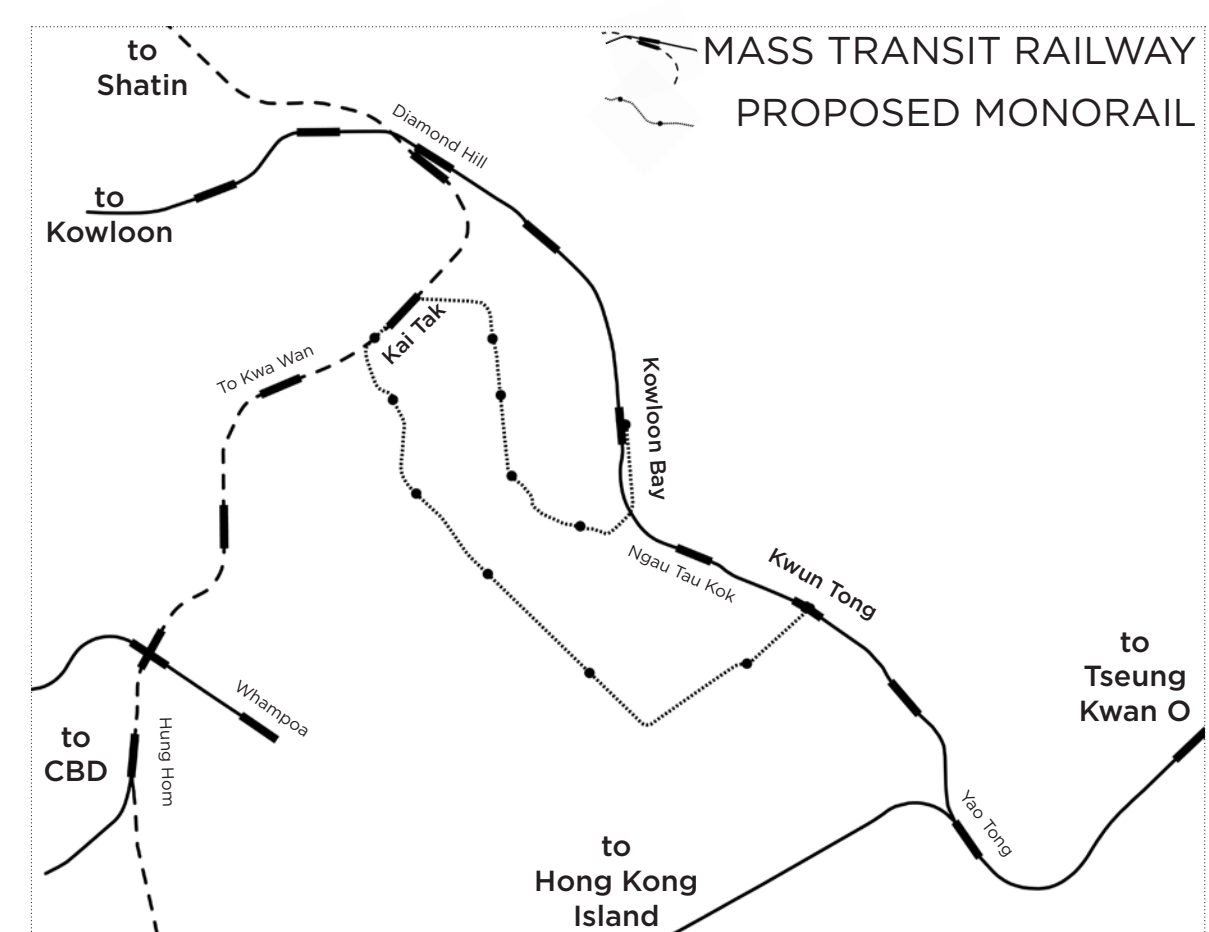 MASS TRANSIT RAILWAY
PROPOSED MONORAIL
to
Shatin
Diamond Hill
to
Kowloon
Kai Tak
To Kwa Wan
Kowloon Bay
Ngau Tau Kok
Kwun Tong
to
Tseung
Kwan O
Whampoa
Hung Hom
to
CBD
Yao Tong
to
Hong Kong
Island